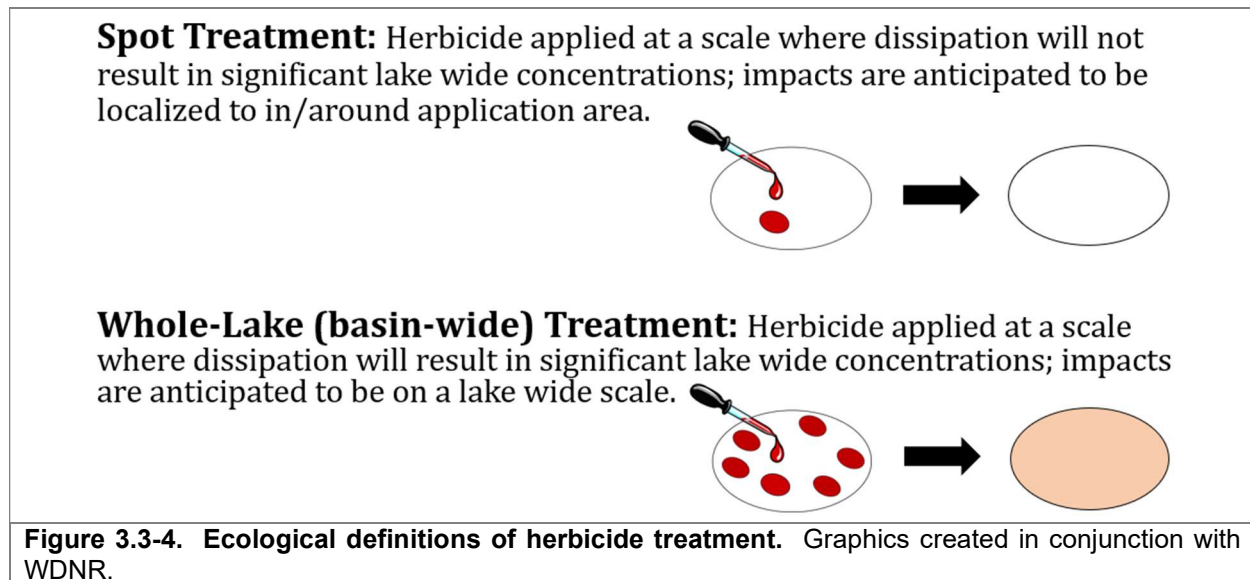 Spot Treatment: Herbicide applied at a scale where dissipation will not
result in significant lake wide concentrations; impacts are anticipated to be
localized to in/around application area.
Whole-Lake (basin-wide) Treatment: Herbicide applied at a scale
where dissipation will result in significant lake wide concentrations; impacts
are anticipated to be on a lake wide scale.
Figure 3.3-4. Ecological definitions of herbicide treatment. Graphics created in conjunction with
WDNR.